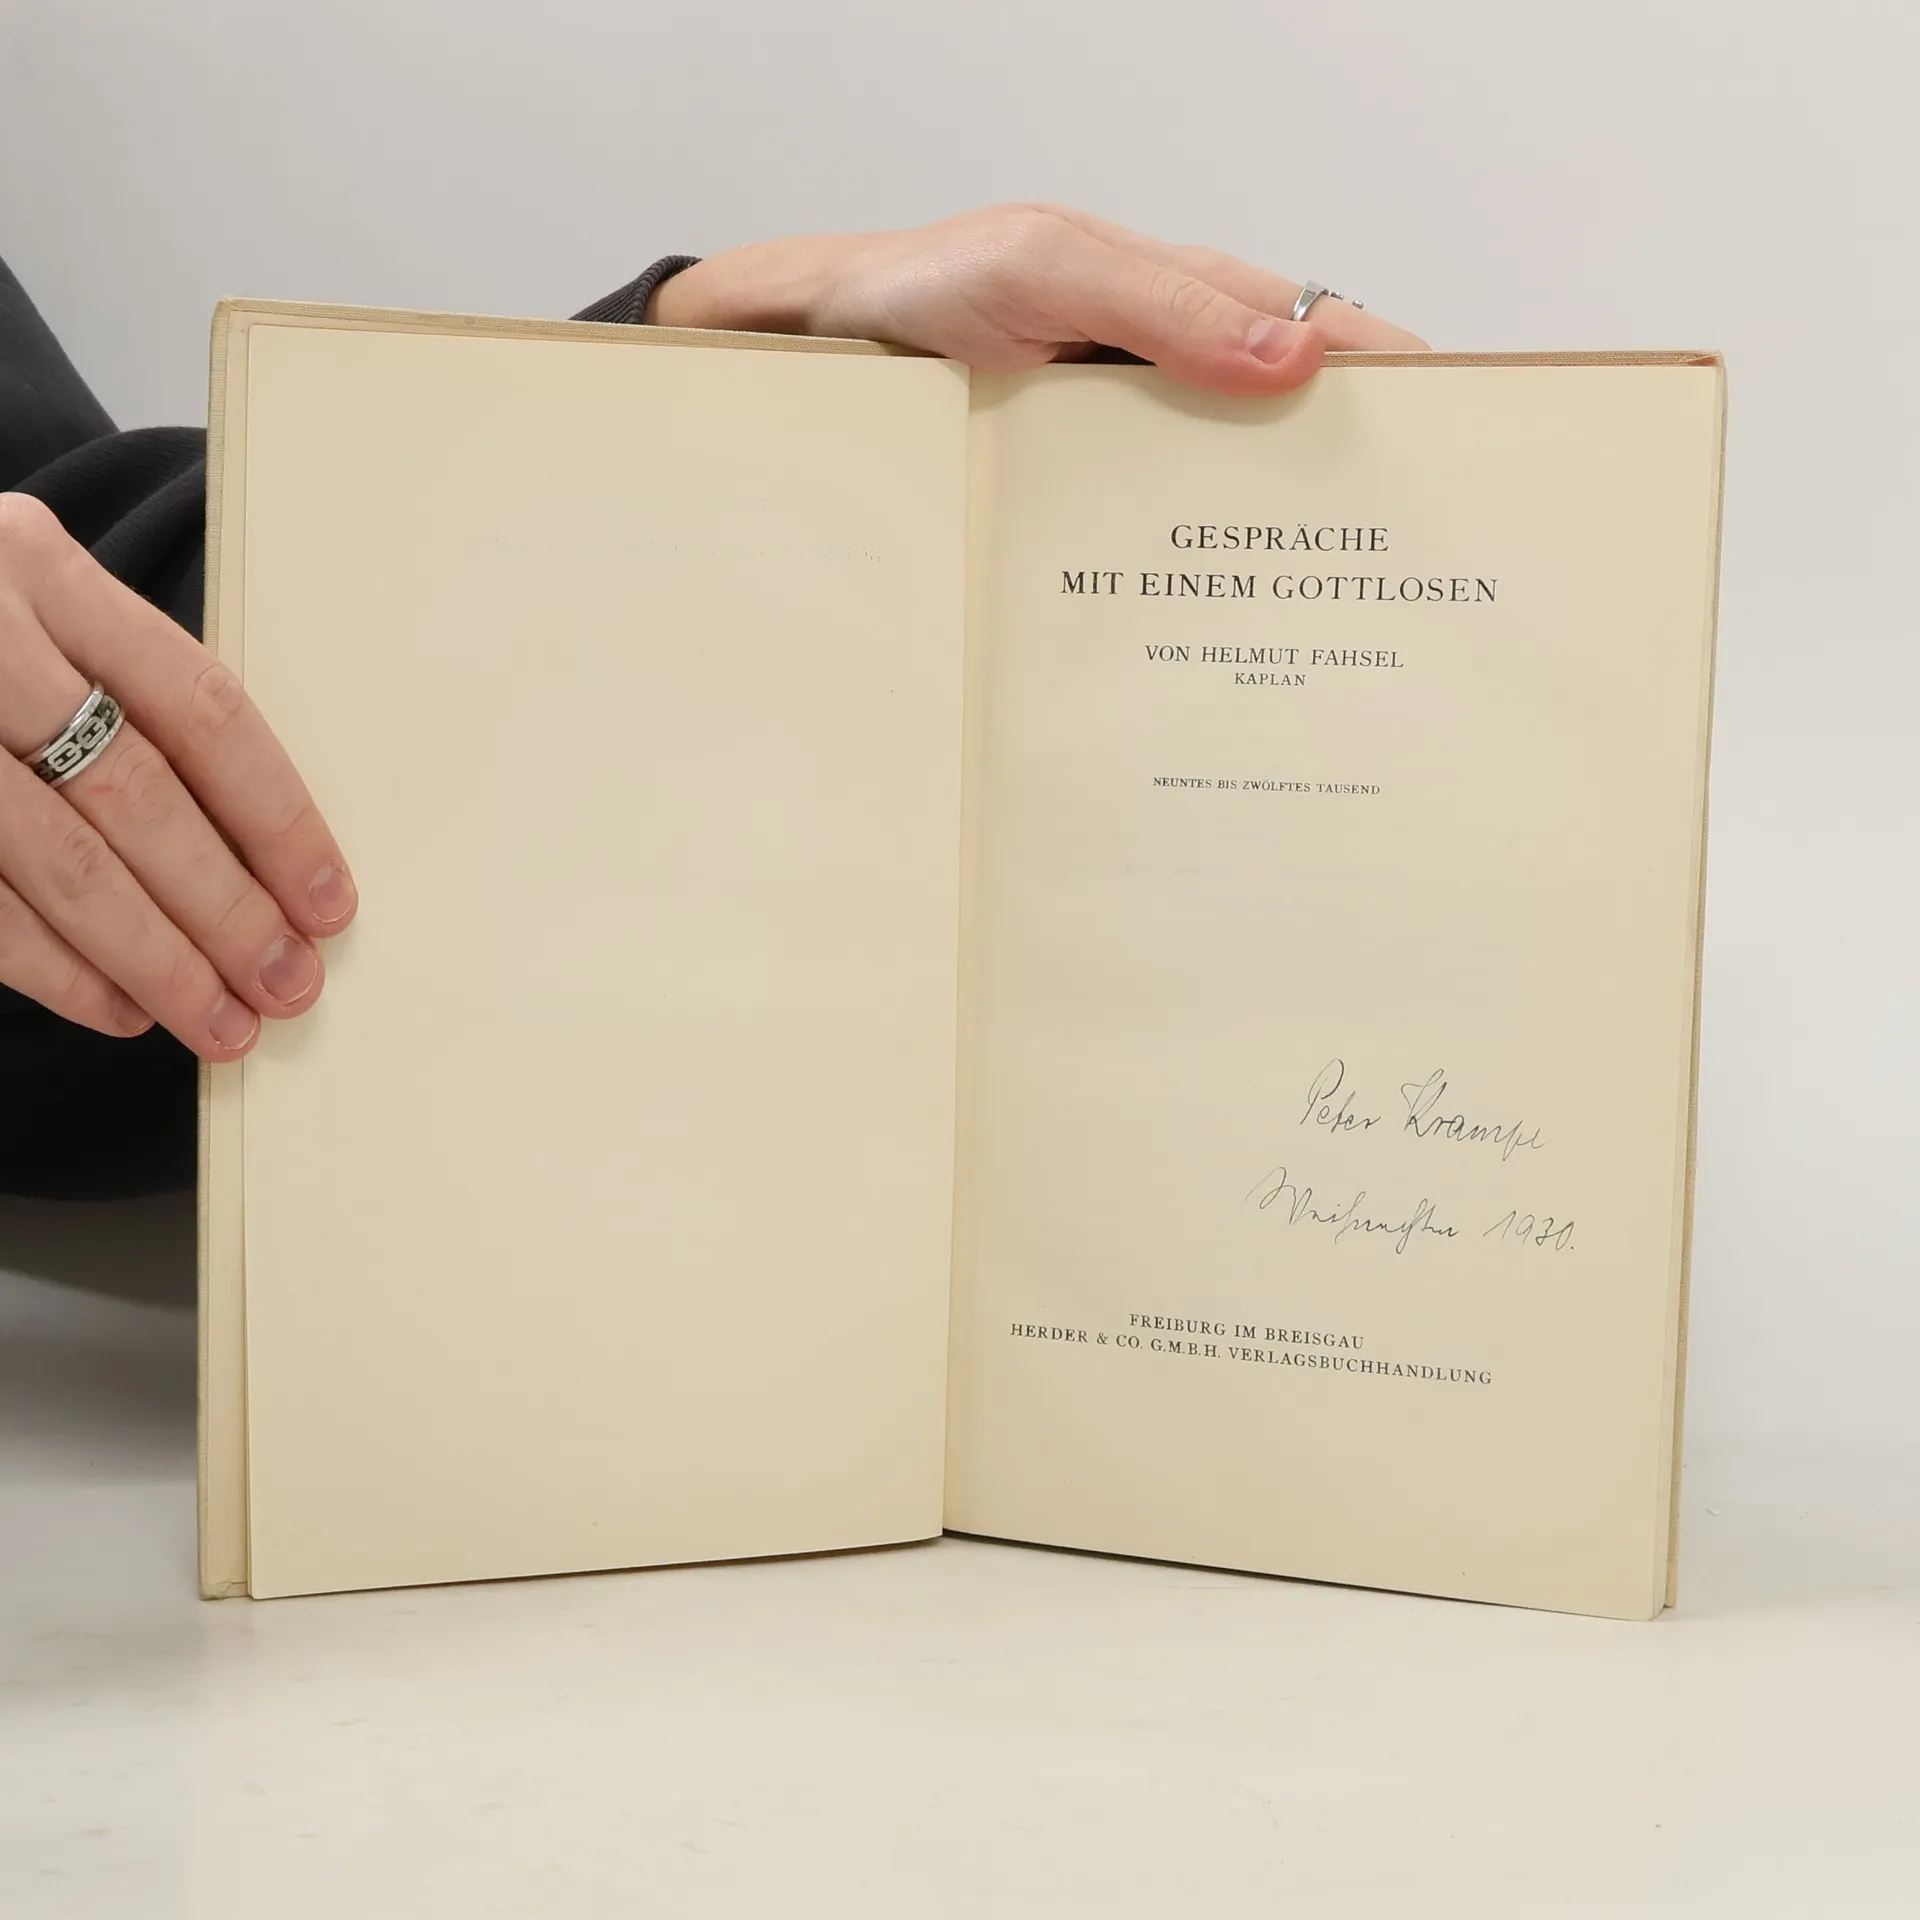 GESPRÄCHE
MIT EINEM GOTTLOSEN
VON HELMUT FAHSEL
KAPLAN
NEUNTES BIS ZWÖLFTES TAUSEND
Peter Krampe
Weihnachten 1930.
FREIBURG IM BREISGAU
HERDER & CO. G.M.B.H. VERLAGSBUCHHANDLUNG